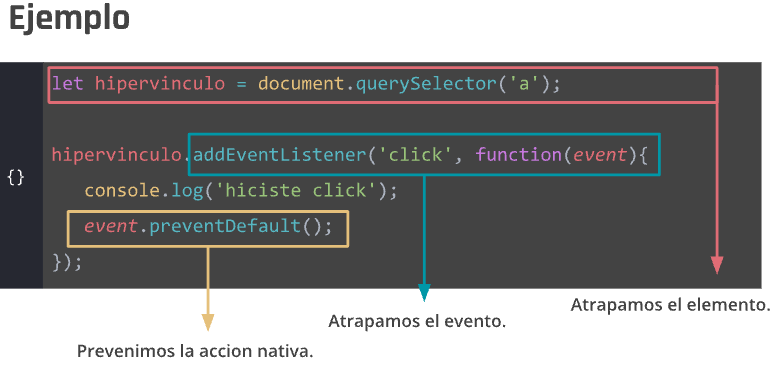 Ejemplo
let hipervinculo = document.querySelector('a');
hipervinculo.addEventListener('click', function(event){
{}
console.log('hiciste click');
event.preventDefault();
});
Atrapamos el elemento.
Atrapamos el evento.
Prevenimos la accion nativa.